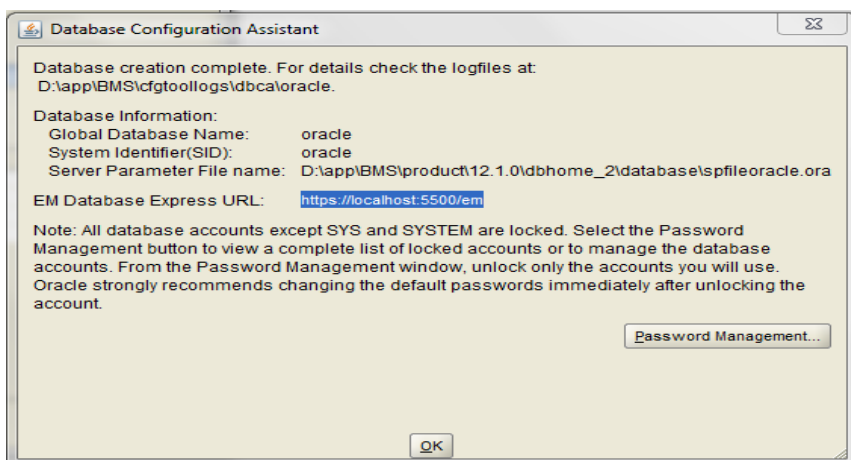 Database Configuration Assistant
Database creation complete. For details check the logfiles at:
D:\app\BMS\cfgtoollogs\dbca\oracle.
Database Information:
Global Database Name: oracle
System Identifier(SID): oracle
Server Parameter File name: D:\app\BMS\product\12.1.0\dbhome_2\database\spfileoracle.ora
EM Database Express URL: https://localhost:5500/em
Note: All database accounts except SYS and SYSTEM are locked. Select the Password
Management button to view a complete list of locked accounts or to manage the database
accounts. From the Password Management window, unlock only the accounts you will use.
Oracle strongly recommends changing the default passwords immediately after unlocking the
account.
Password Management...
OK